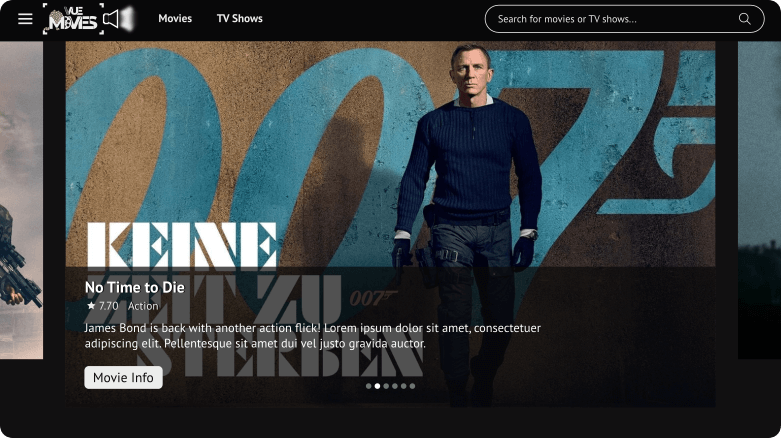 VUE
MOVIES
Movies
TV Shows
Search for movies or TV shows...
007
KEINE
ZEIT ZU
007
STERBEN
No Time to Die
★ 7.70 Action
James Bond is back with another action flick! Lorem ipsum dolor sit amet, consectetuer
adipiscing elit. Pellentesque sit amet dui vel justo gravida auctor.
Movie Info